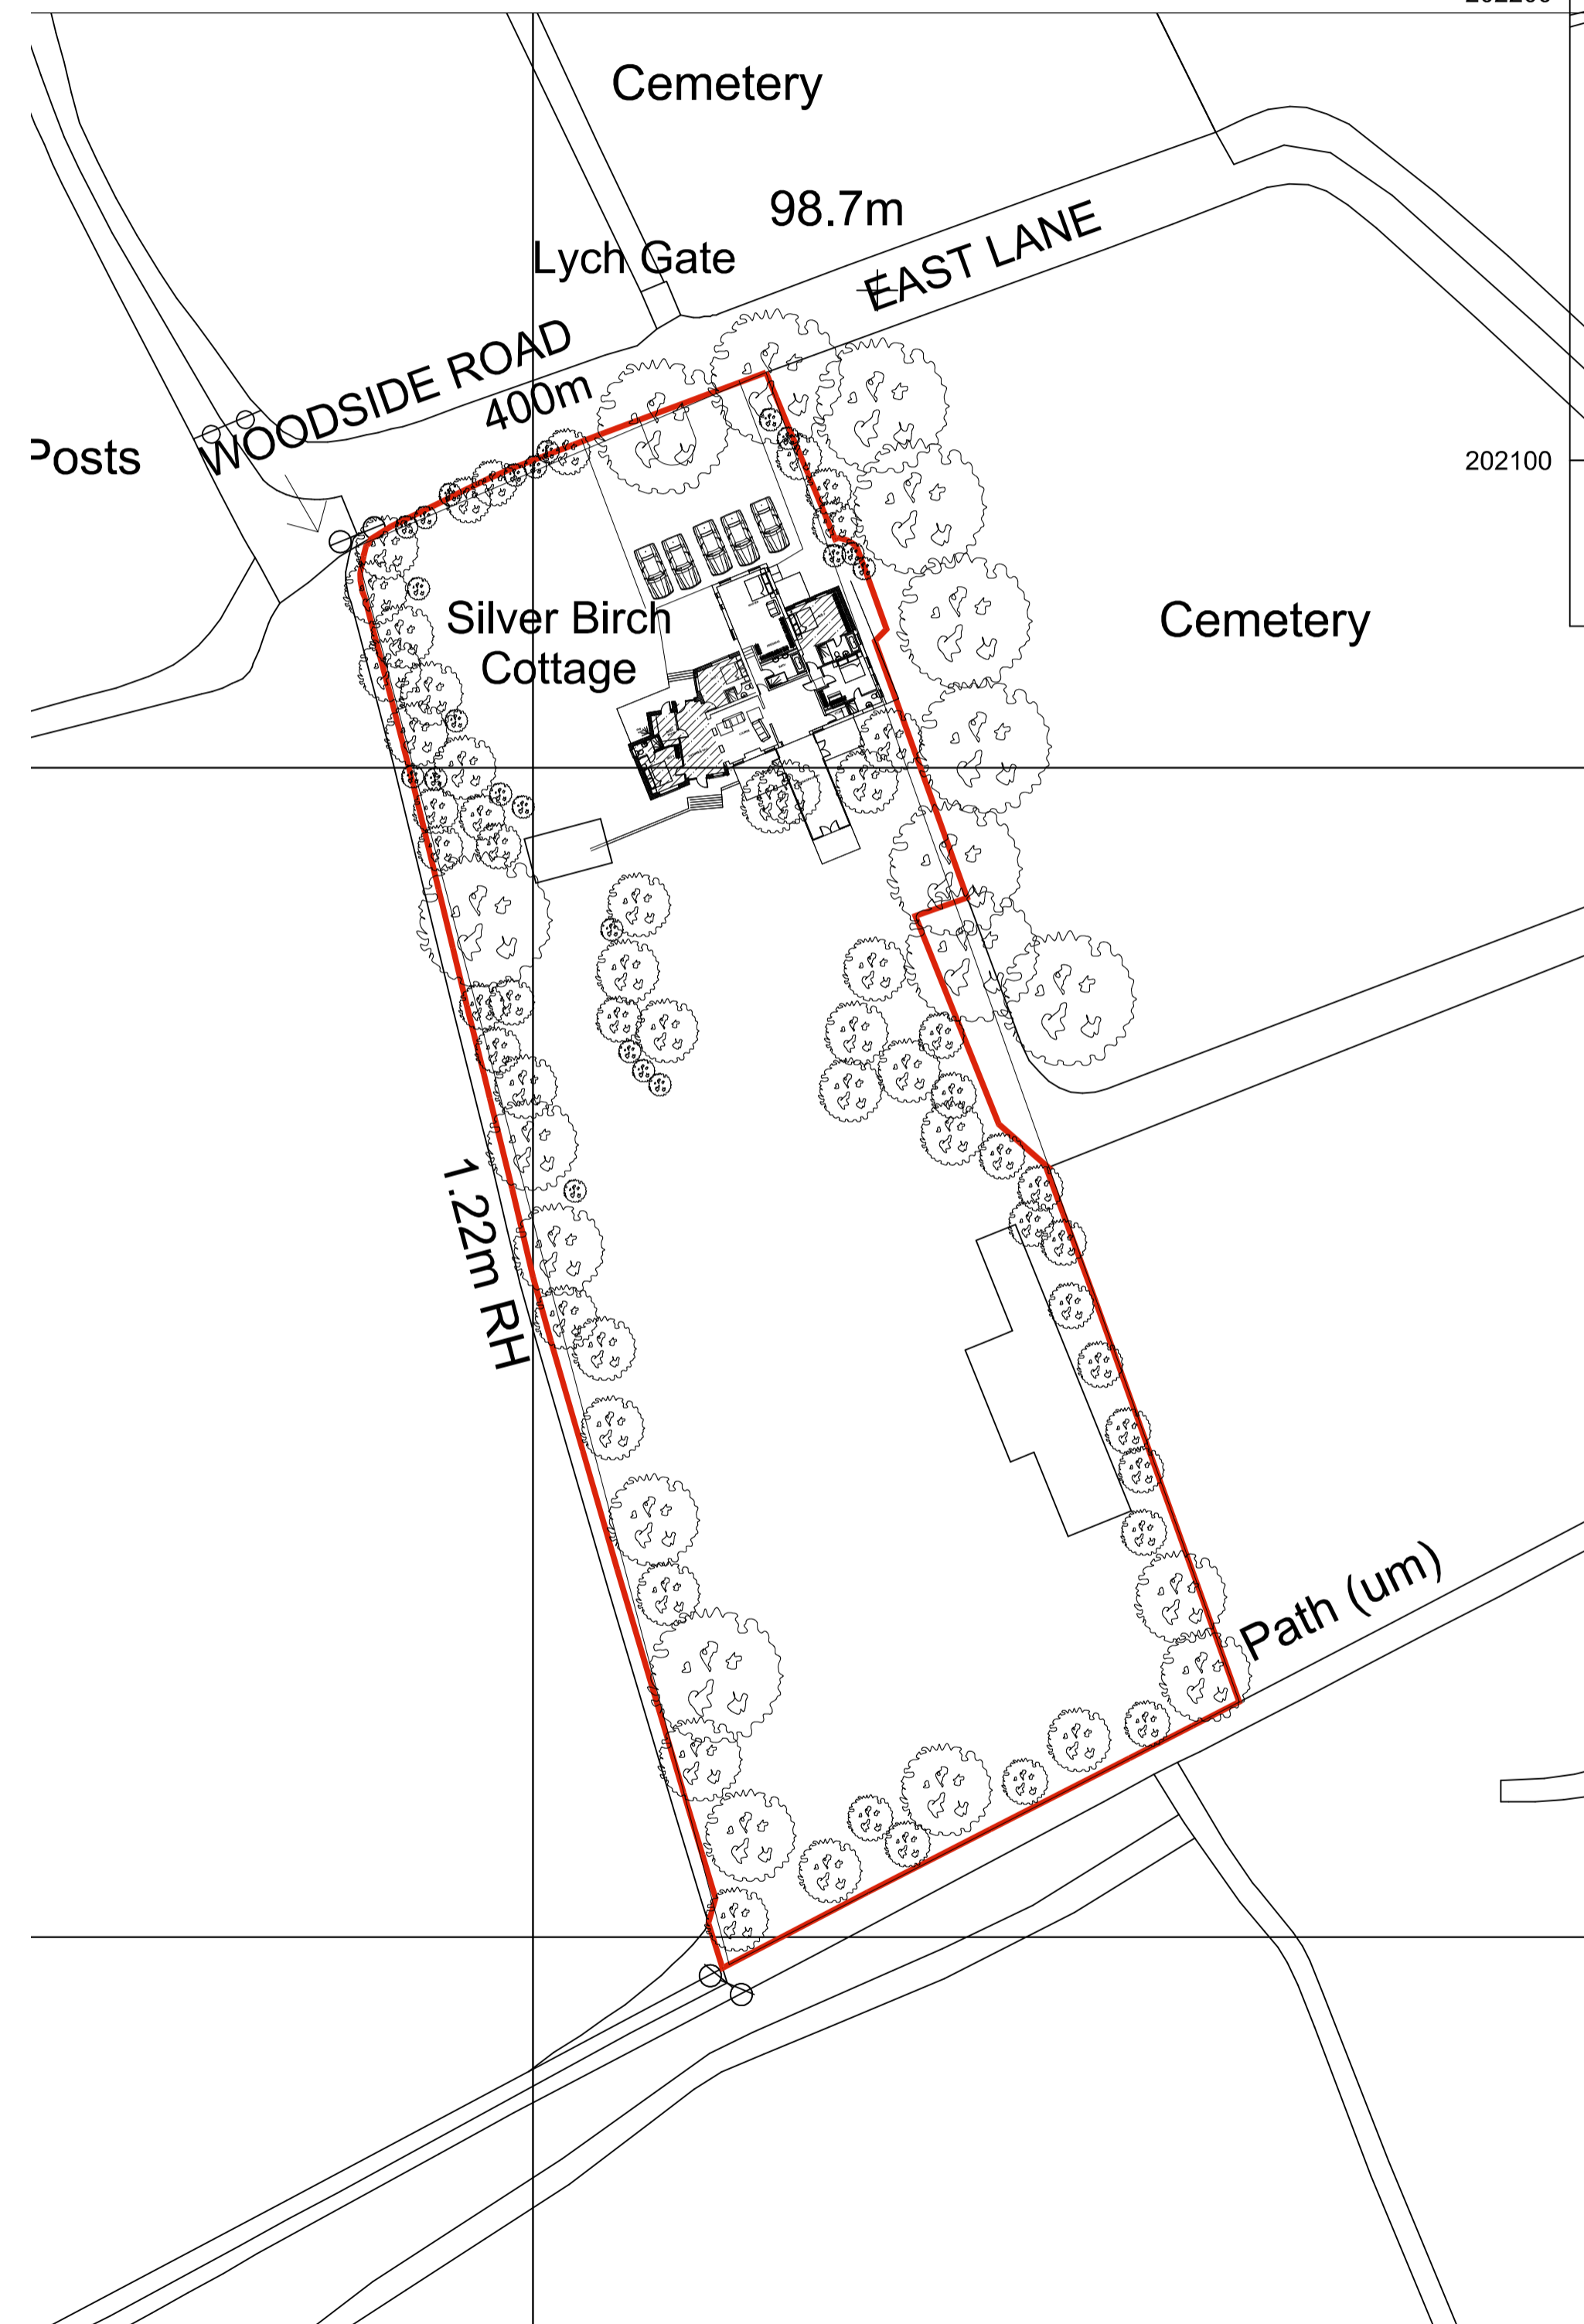 Cemetery
98.7m
Lych Gate
EAST LANE
WOODSIDE ROAD
400m
Posts
202100
Silver Birch
Cottage
Cemetery
1.22m RH
Path (um)